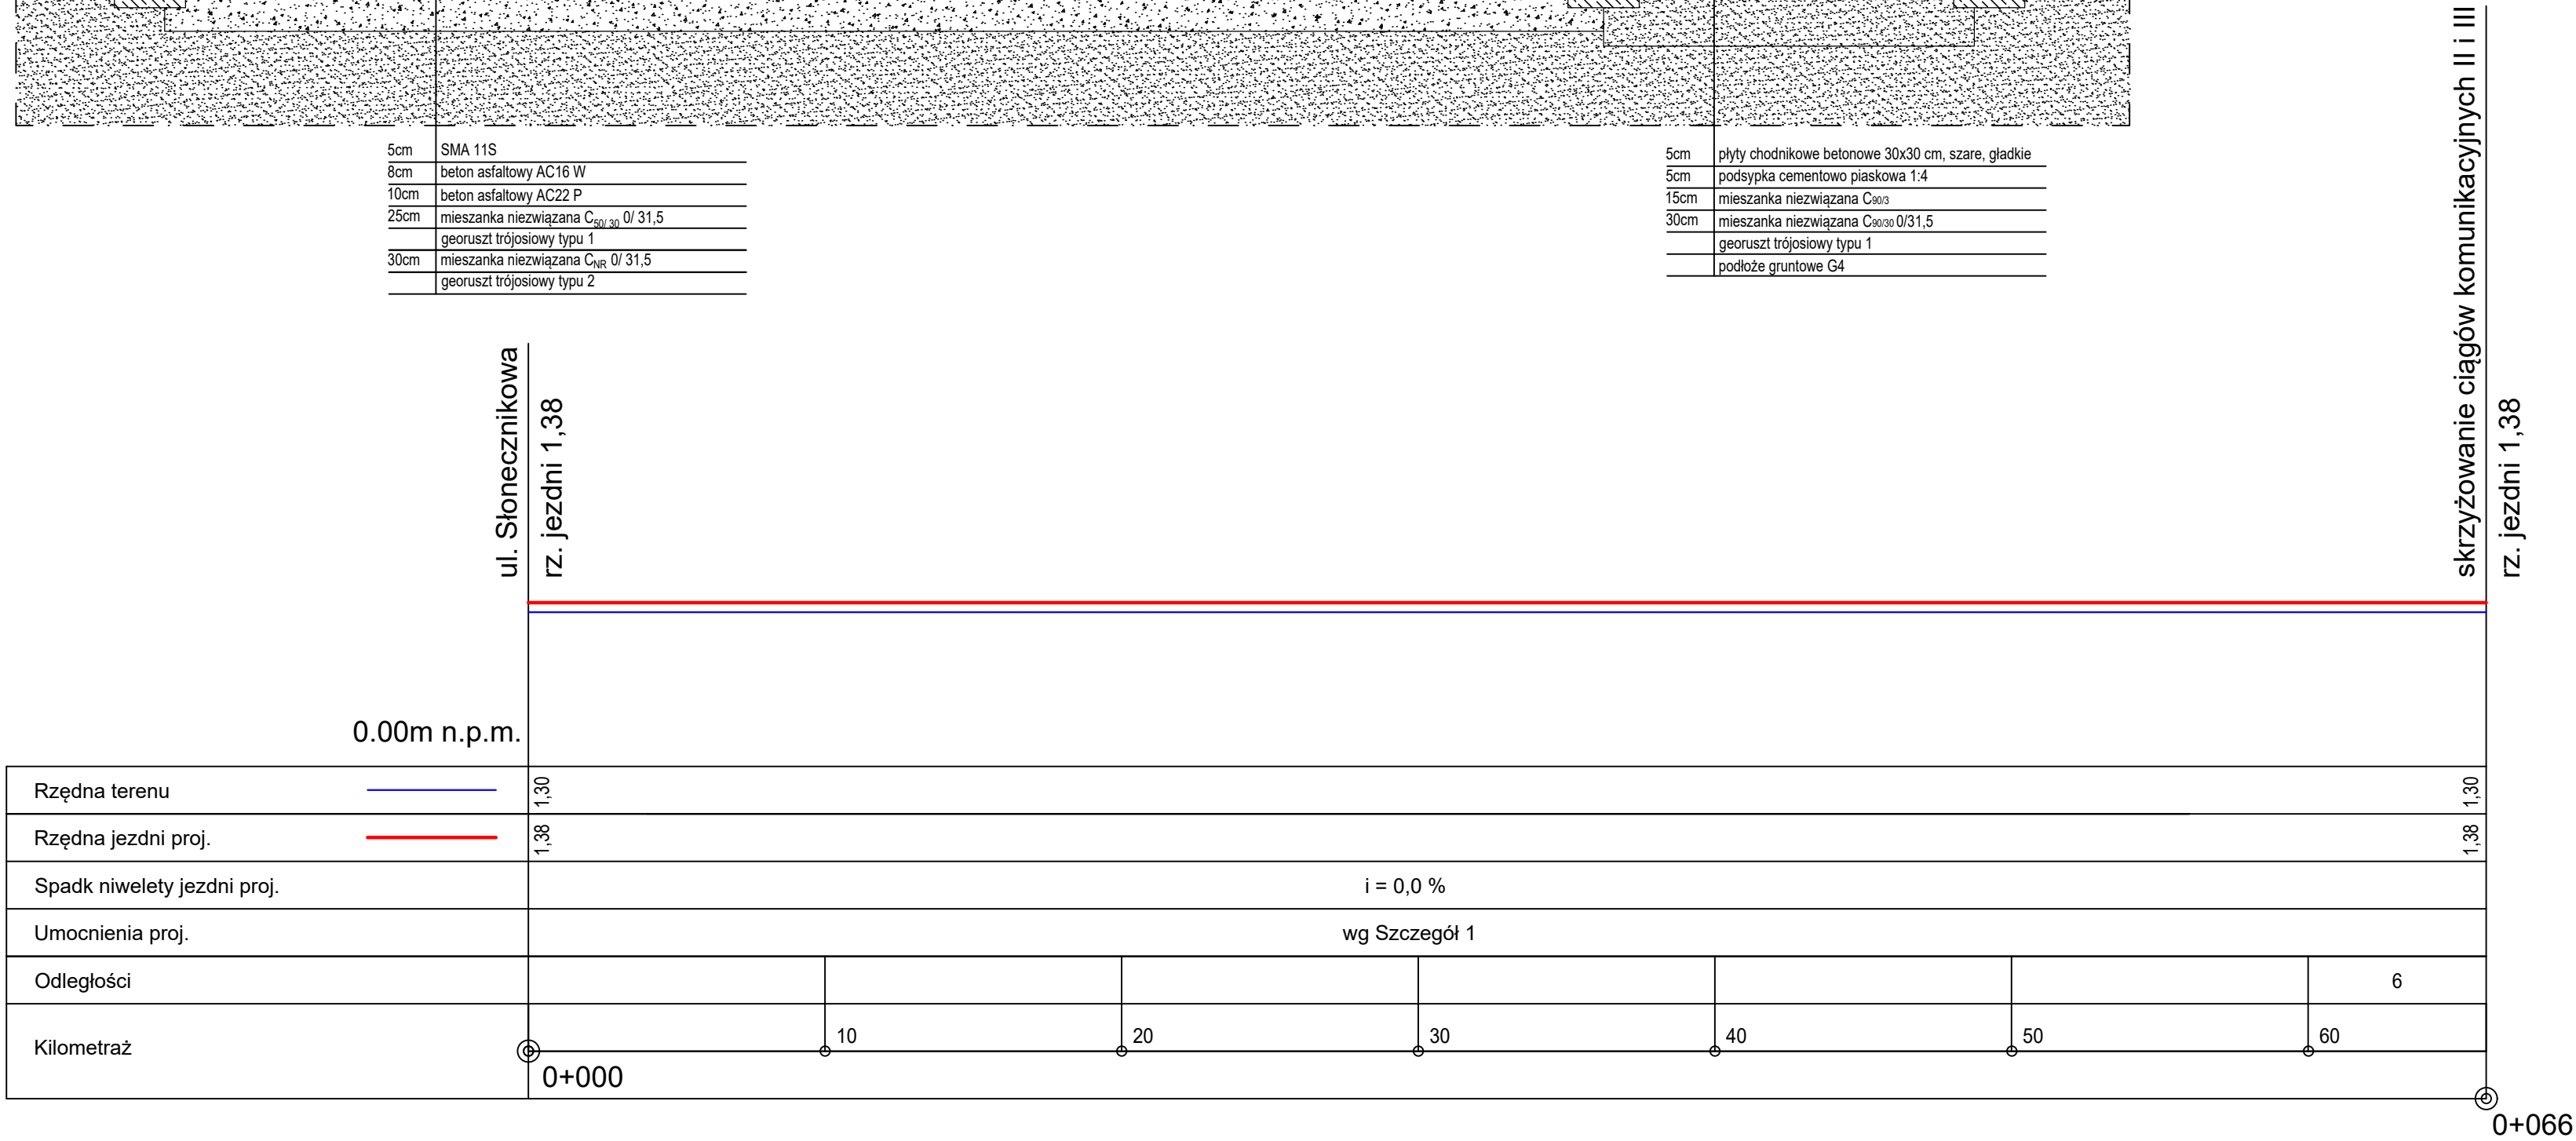 5cm SMA 11S
8cm beton asfaltowy AC16 W
10cm beton asfaltowy AC22 P
25cm mieszanka niezwiązana C50/ 30 0/ 31,5
georuszt trójosiowy typu 1
30cm mieszanka niezwiązana CNR 0/ 31,5
georuszt trójosiowy typu 2
5cm płyty chodnikowe betonowe 30x30 cm, szare, gładkie
5cm podsypka cementowo piaskowa 1:4
15cm mieszanka niezwiązana C90/3
30cm mieszanka niezwiązana C90/30 0/31,5
georuszt trójosiowy typu 1
podłoże gruntowe G4
ul. Słonecznikowa
rz. jezdni 1,38
skrzyżowanie ciągów komunikacyjnych II i III
rz. jezdni 1,38
0.00m n.p.m.
Rzędna terenu 1,30 1,30
Rzędna jezdni proj. 1,38 1,38
Spadk niwelety jezdni proj. i = 0,0 %
Umocnienia proj. wg Szczegół 1
Odległości 6
Kilometraż 10 20 30 40 50 60
0+000
0+066